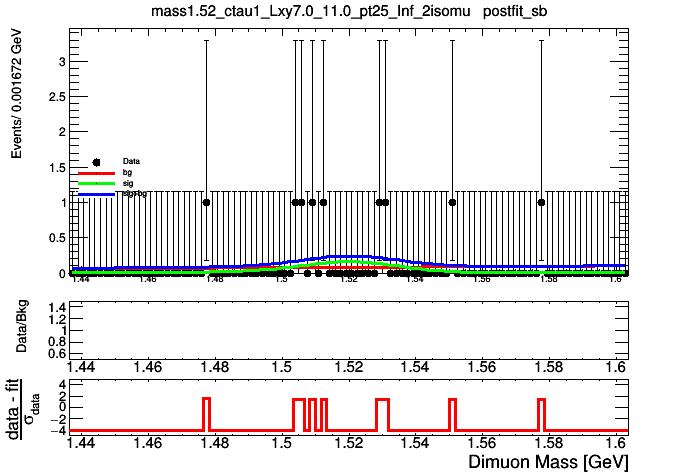 mass1.52_ctau1_Lxy7.0_11.0_pt25_Inf_2isomu postfit_sb
Events/ 0.001672 GeV
3
2.5
2
1.5
1
0.5
0
Data
bg
sig
sig+bg
1.44 1.46 1.48 1.5 1.52 1.54 1.56 1.58 1.6
Data/Bkg
1.4
1.2
1
0.8
0.6
1.44 1.46 1.48 1.5 1.52 1.54 1.56 1.58 1.6
data - fit
σdata
4
2
0
−2
−4
1.44 1.46 1.48 1.5 1.52 1.54 1.56 1.58 1.6
Dimuon Mass [GeV]